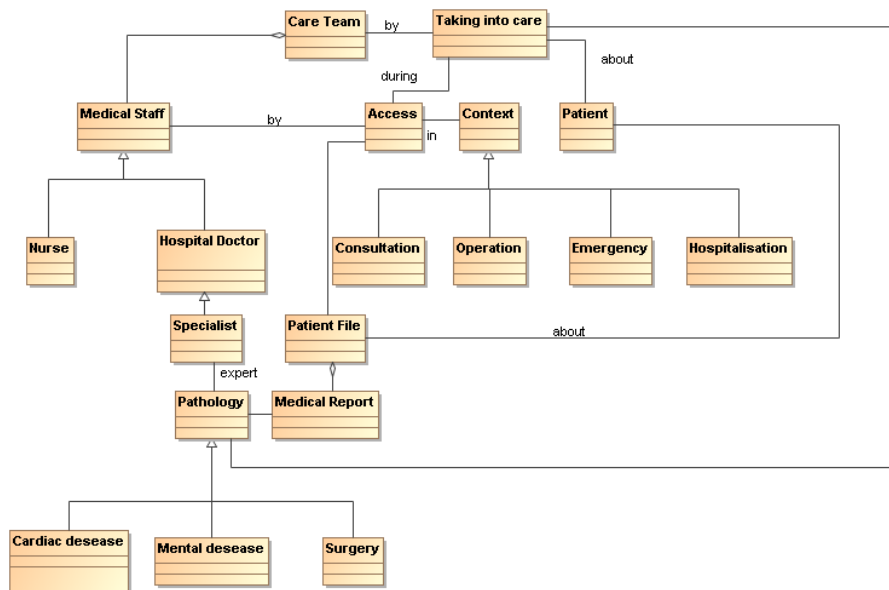 Care Team
by
Taking into care
about
during
Medical Staff
by
Access
in
Context
Patient
Nurse
Hospital Doctor
Consultation
Operation
Emergency
Hospitalisation
Specialist
Patient File
about
expert
Pathology
Medical Report
Cardiac desease
Mental desease
Surgery